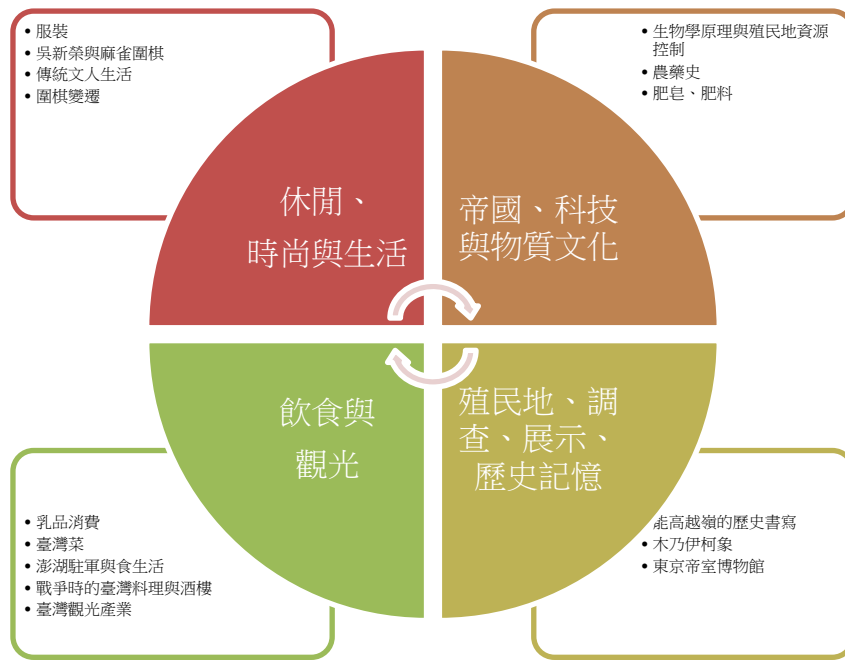 • 服裝
• 吳新榮與麻雀圍棋
• 傳統文人生活
• 圍棋變遷
• 生物學原理與殖民地資源
控制
• 農藥史
• 肥皂、肥料
休閒、
時尚與生活
帝國、科技
與物質文化
飲食與
觀光
殖民地、調
查、展示、
歷史記憶
• 乳品消費
• 臺灣菜
• 澎湖駐軍與食生活
• 戰爭時的臺灣料理與酒樓
• 臺灣觀光產業
能高越嶺的歷史書寫
• 木乃伊柯象
• 東京帝室博物館